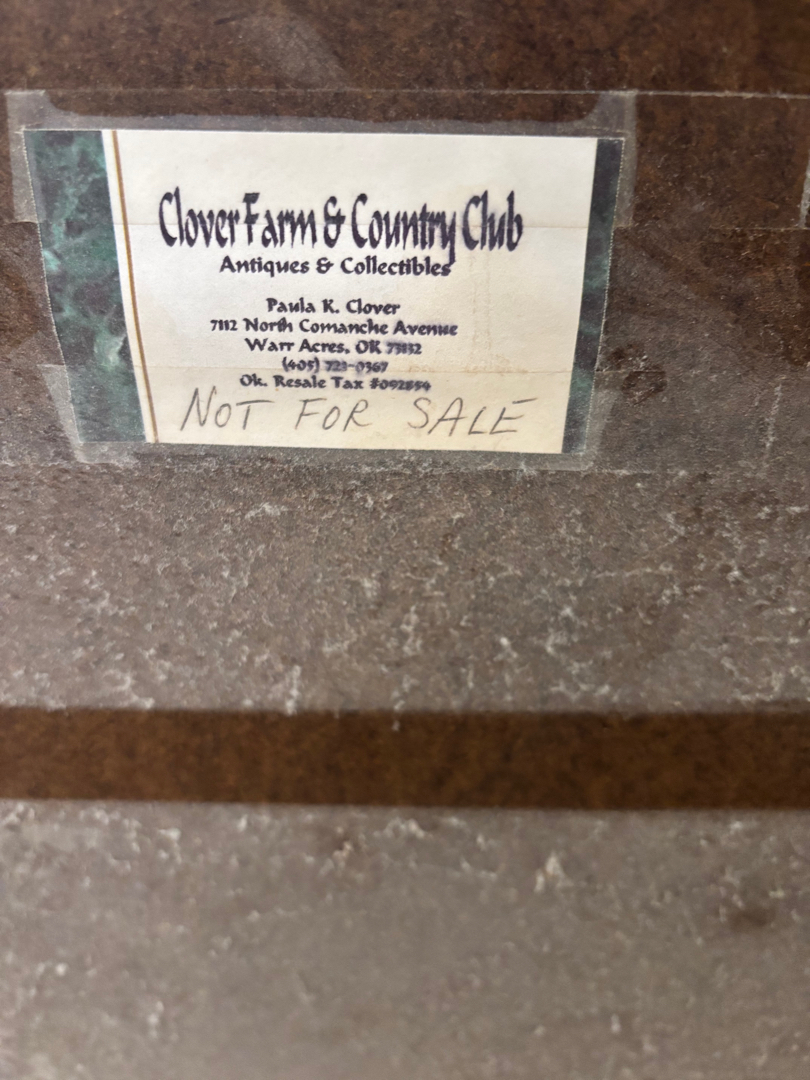 Clover Farm & Country Club
Antiques & Collectibles
Paula K. Clover
7112 North Comanche Avenue
Warr Acres, OK 73132
(405) 721-0367
Ok. Resale Tax #092854
NOT FOR SALE